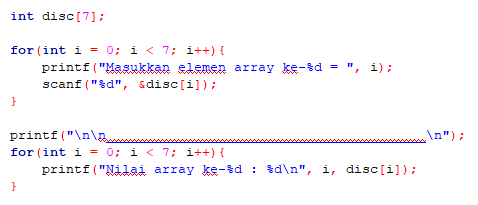 int disc[7];
for(int i = 0; i < 7; i++){
    printf("Masukkan elemen array ke-%d = ", i);
    scanf("%d", &disc[i]);
}
printf("\n\n________________________________________\n");
for(int i = 0; i < 7; i++){
    printf("Nilai array ke-%d : %d\n", i, disc[i]);
}